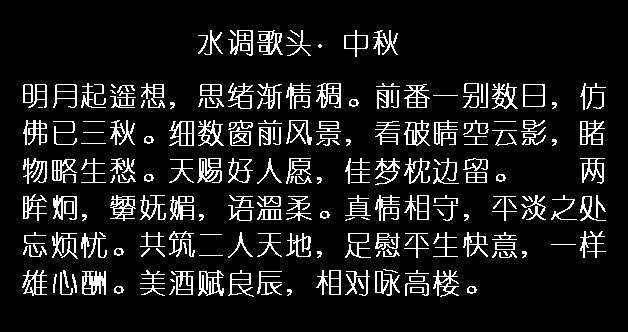 水调歌头·中秋
明月起遥想，思绪渐情稠。前番一别数日，仿
佛已三秋。细数窗前风景，看破晴空云影，睹
物略生愁。天赐好人愿，佳梦枕边留。　　两
眸炯，颦妩媚，语温柔。真情相守，平淡之处
忘烦忧。共筑二人天地，足慰平生快意，一样
雄心酬。美酒赋良辰，相对咏高楼。